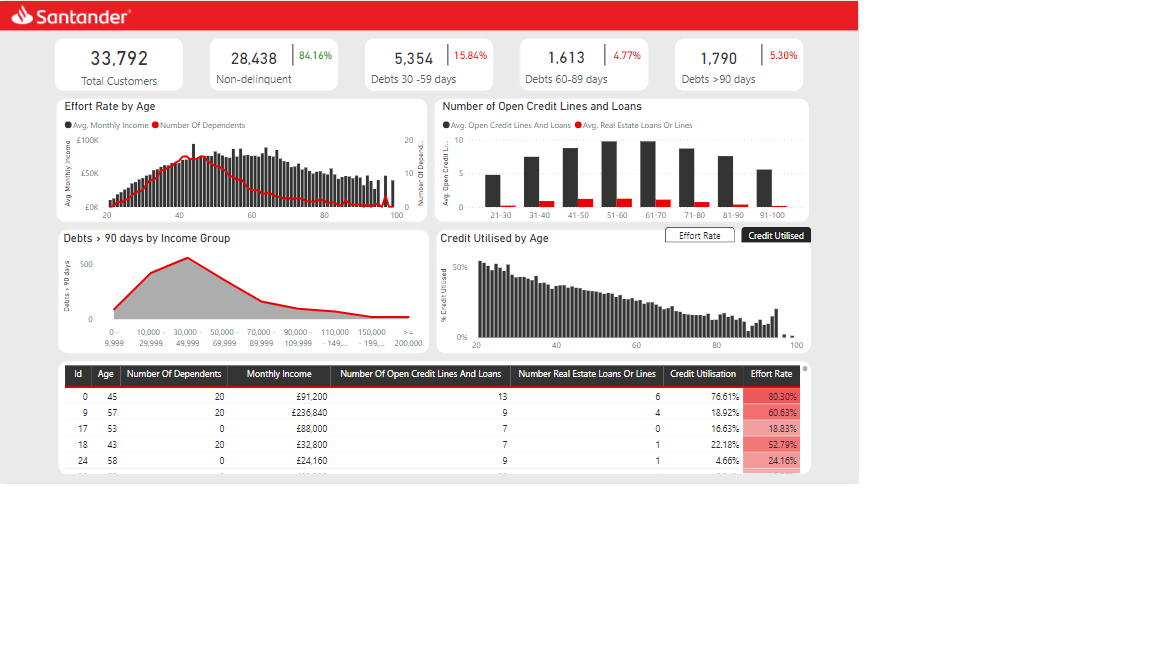 Santander
33,792
Total Customers
28,438 84.16%
Non-delinquent
5,354 15.84%
Debts 30 -59 days
1,613 4.77%
Debts 60-89 days
1,790 5.30%
Debts >90 days
Effort Rate by Age
Avg. Monthly Income Number Of Dependents
Avg. Monthly Income
£100K
£50K
£0K
20 40 60 80 100
20
10
0
Number Of Depend...
Number of Open Credit Lines and Loans
Avg. Open Credit Lines And Loans Avg. Real Estate Loans Or Lines
Avg. Open Credit Li...
10
5
0
21-30 31-40 41-50 51-60 61-70 71-80 81-90 91-100
Debts > 90 days by Income Group
Debts > 90 days
500
0
0 - 10,000 - 30,000 - 50,000 - 70,000 - 90,000 - 110,000 150,000 >=
9,999 29,999 49,999 69,999 89,999 109,999 - 149,... - 199,... 200,000
Credit Utilised by Age
Effort Rate Credit Utilised
% Credit Utilised
50%
0%
20 40 60 80 100
Id Age Number Of Dependents Monthly Income Number Of Open Credit Lines And Loans Number Real Estate Loans Or Lines Credit Utilisation Effort Rate
0 45 20 £91,200 13 6 76.61% 80.30%
9 57 20 £236,840 9 4 18.92% 60.63%
17 53 0 £88,000 7 0 16.63% 18.83%
18 43 20 £32,800 7 1 22.18% 52.79%
24 58 0 £24,160 9 1 4.66% 24.16%